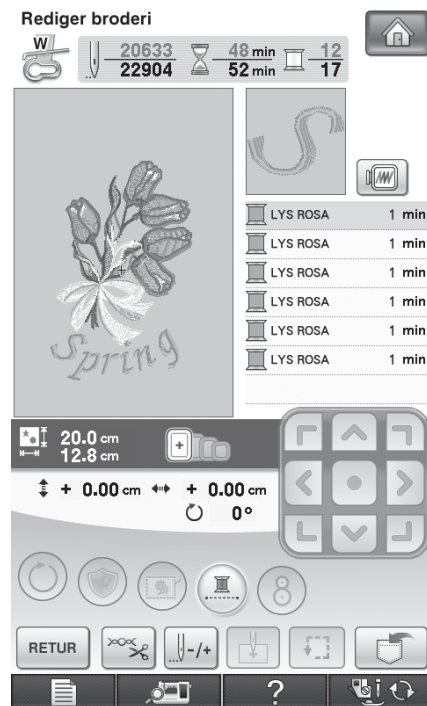 Rediger broderi
W
20633 48 min 12
22904 52 min 17
LYS ROSA 1 min
LYS ROSA 1 min
LYS ROSA 1 min
LYS ROSA 1 min
LYS ROSA 1 min
LYS ROSA 1 min
Spring
20.0 cm
12.8 cm
+ 0.00 cm + 0.00 cm
0°
RETUR
-/+
?